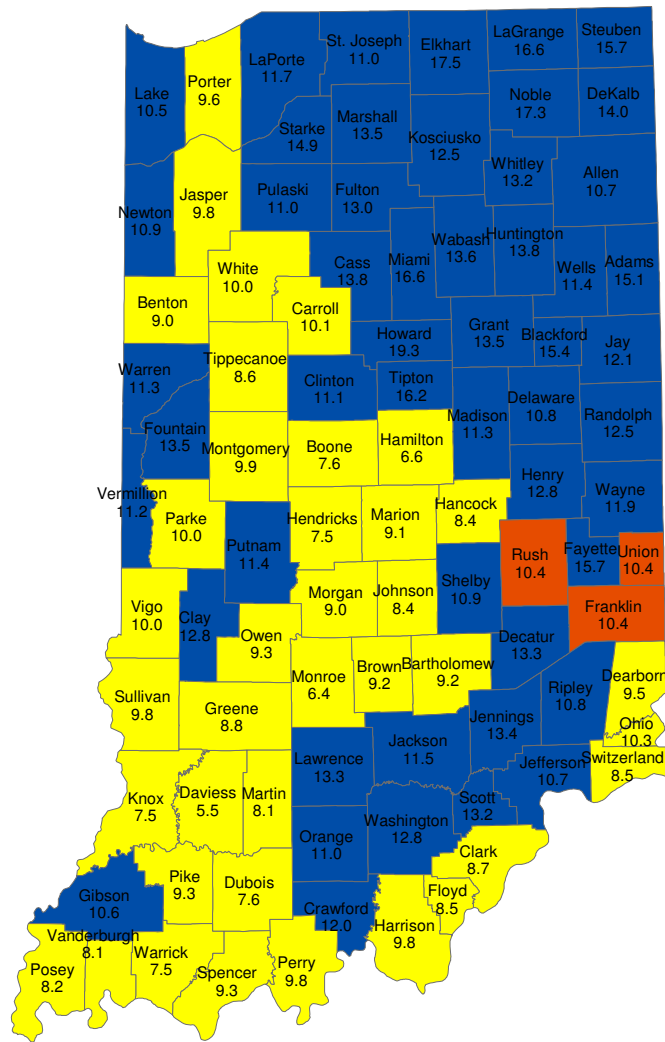 St. Joseph
11.0
LaGrange
16.6
Steuben
15.7
Elkhart
17.5
LaPorte
11.7
Porter
9.6
Lake
10.5
Noble
17.3
DeKalb
14.0
Marshall
13.5
Starke
14.9
Kosciusko
12.5
Whitley
13.2
Allen
10.7
Jasper
9.8
Pulaski
11.0
Fulton
13.0
Newton
10.9
Wabash
13.6
Huntington
13.8
Miami
16.6
Cass
13.8
White
10.0
Wells
11.4
Adams
15.1
Benton
9.0
Carroll
10.1
Howard
19.3
Grant
13.5
Blackford
15.4
Jay
12.1
Tippecanoe
8.6
Warren
11.3
Clinton
11.1
Tipton
16.2
Delaware
10.8
Madison
11.3
Randolph
12.5
Fountain
13.5
Montgomery
9.9
Boone
7.6
Hamilton
6.6
Henry
12.8
Vermillion
11.2
Wayne
11.9
Hancock
8.4
Parke
10.0
Hendricks
7.5
Marion
9.1
Putnam
11.4
Rush
10.4
Fayette
15.7
Union
10.4
Shelby
10.9
Morgan
9.0
Johnson
8.4
Vigo
10.0
Clay
12.8
Franklin
10.4
Owen
9.3
Decatur
13.3
Brown
9.2
Bartholomew
9.2
Monroe
6.4
Dearborn
9.5
Ripley
10.8
Sullivan
9.8
Greene
8.8
Jennings
13.4
Ohio
10.3
Jackson
11.5
Lawrence
13.3
Jefferson
10.7
Switzerland
8.5
Knox
7.5
Daviess
5.5
Martin
8.1
Scott
13.2
Washington
12.8
Orange
11.0
Clark
8.7
Pike
9.3
Dubois
7.6
Gibson
10.6
Floyd
8.5
Crawford
12.0
Harrison
9.8
Vanderburgh
8.1
Warrick
7.5
Perry
9.8
Posey
8.2
Spencer
9.3